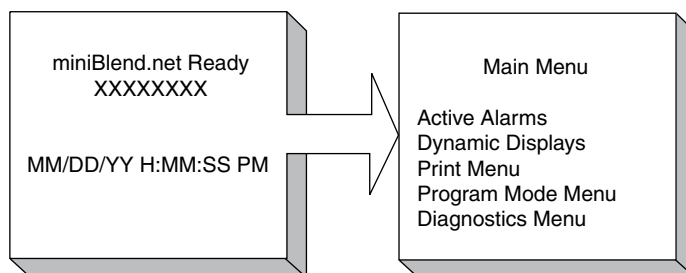 miniBlend.net Ready
XXXXXXXX
MM/DD/YY H:MM:SS PM
Main Menu
Active Alarms
Dynamic Displays
Print Menu
Program Mode Menu
Diagnostics Menu